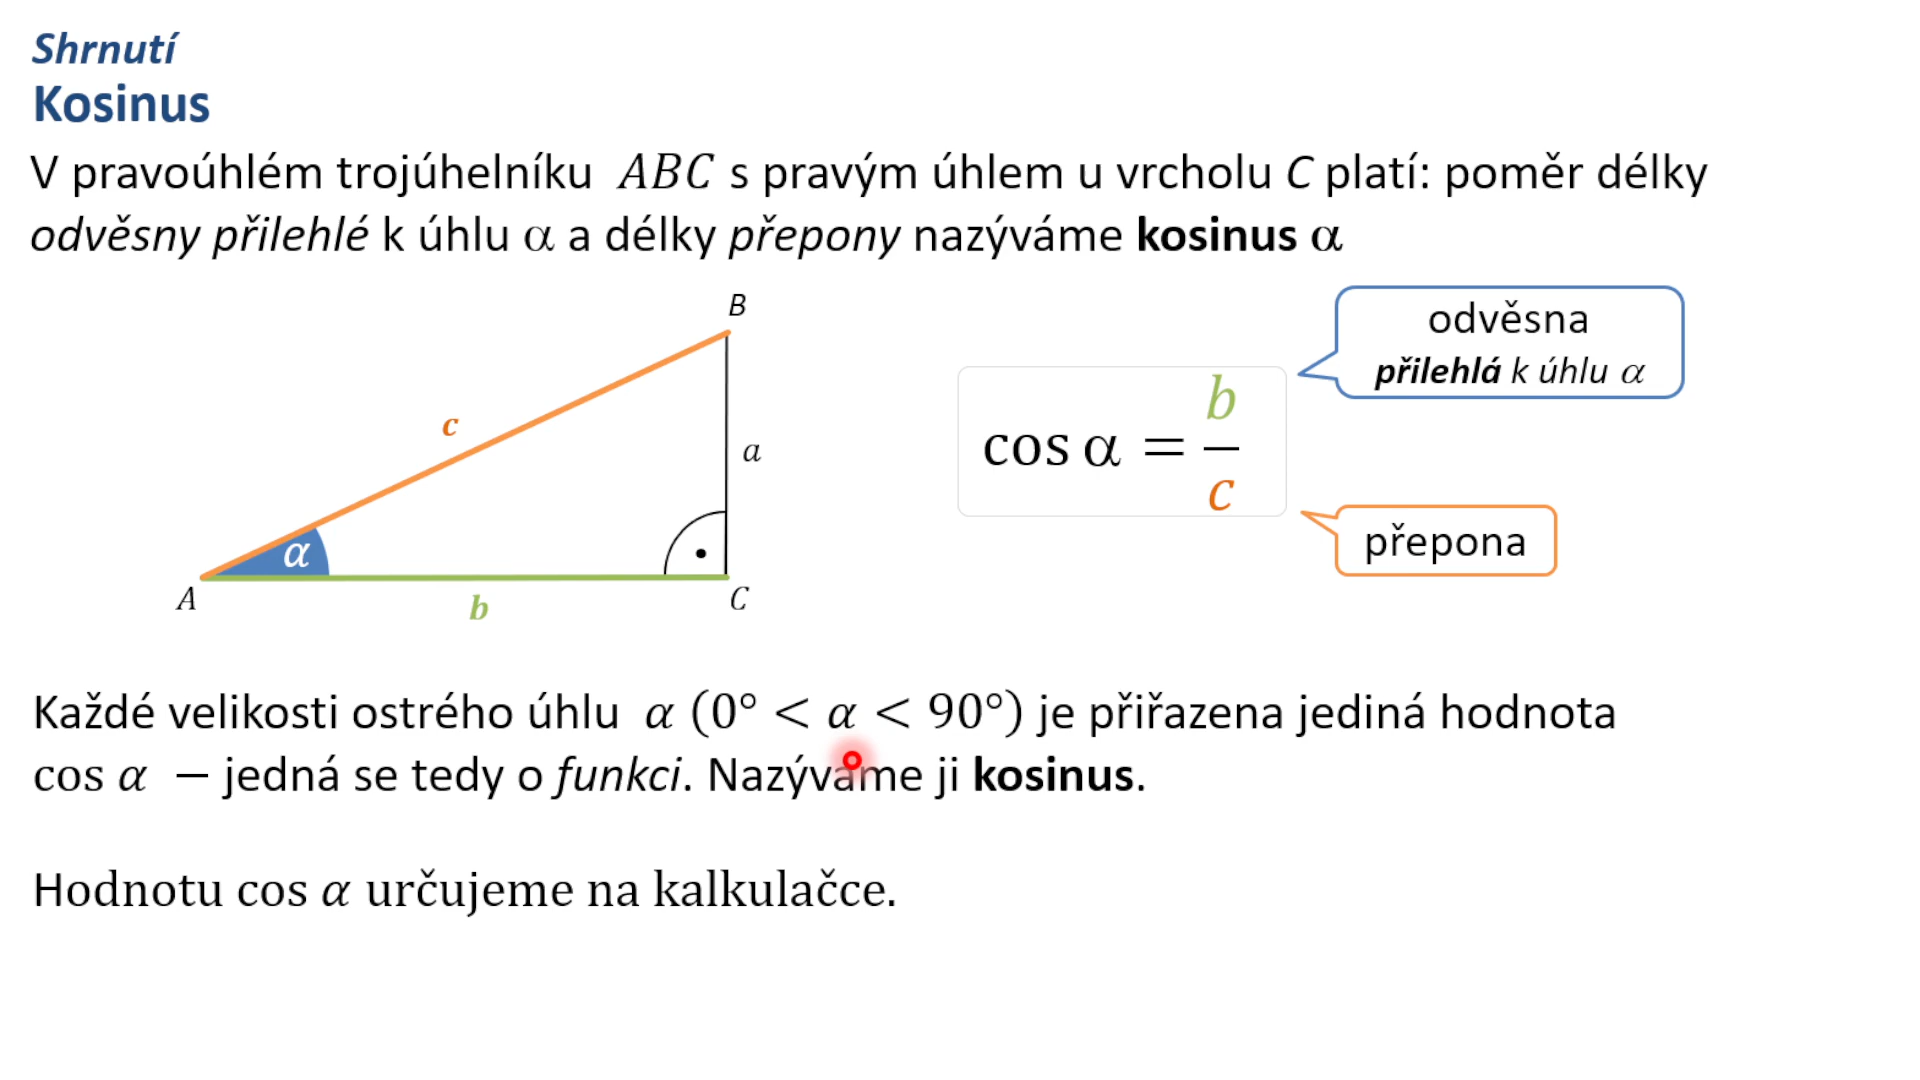 Shrnutí
Kosinus
V pravoúhlém trojúhelníku ABC s pravým úhlem u vrcholu C platí: poměr délky
odvěsny přilehlé k úhlu α a délky přepony nazýváme kosinus α
B
c
a
α
A
b
C
cos α = b/c
odvěsna
přilehlá k úhlu α
přepona
Každé velikosti ostrého úhlu α (0° < α < 90°) je přiřazena jediná hodnota
cos α — jedná se tedy o funkci. Nazýváme ji kosinus.
Hodnotu cos α určujeme na kalkulačce.